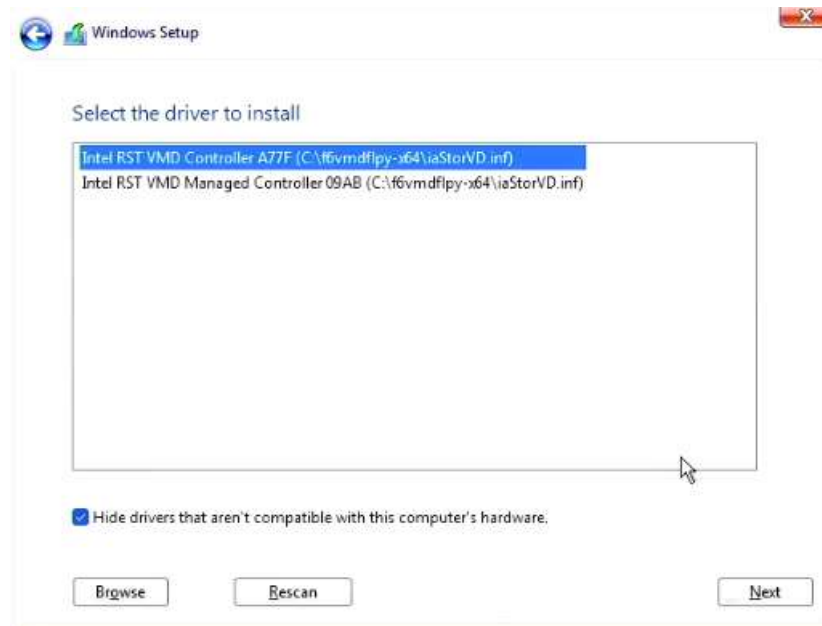 Windows Setup
Select the driver to install
Intel RST VMD Controller A77F (C:\f6vmdflpy-x64\iaStorVD.inf)
Intel RST VMD Managed Controller 09AB (C:\f6vmdflpy-x64\iaStorVD.inf)
Hide drivers that aren't compatible with this computer's hardware.
Browse Rescan Next